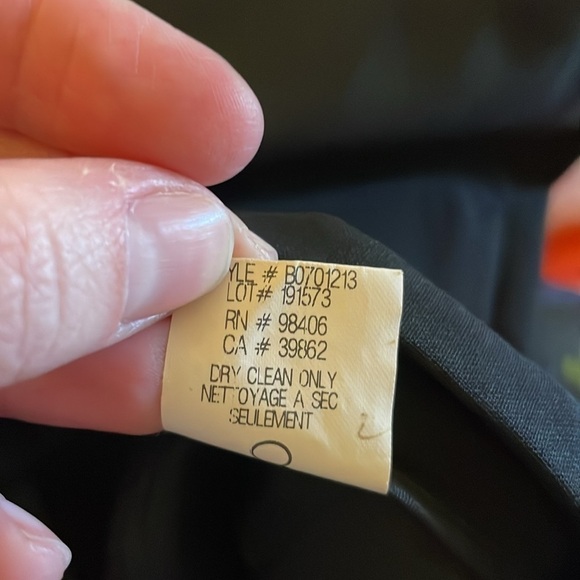 YLE # B0701213
LOT# 191573
RN # 98406
CA # 39862
DRY CLEAN ONLY
NETTOYAGE A SEC
SEULEMENT